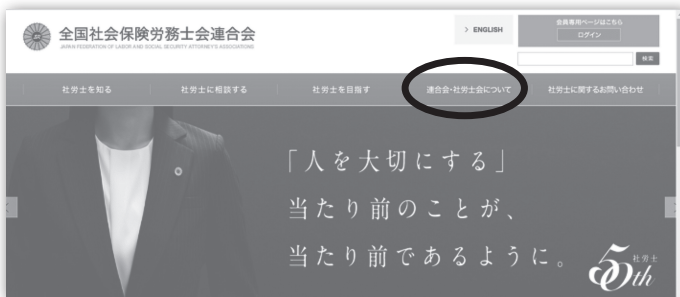 全国社会保険労務士会連合会
JAPAN FEDERATION OF LABOR AND SOCIAL SECURITY ATTORNEY'S ASSOCIATIONS
> ENGLISH
会員専用ページはこちら
ログイン
検索
社労士を知る 社労士に相談する 社労士を目指す 連合会・社労士会について 社労士に関するお問い合わせ
「人を大切にする」
当たり前のことが、
当たり前であるように。
社労士
50th